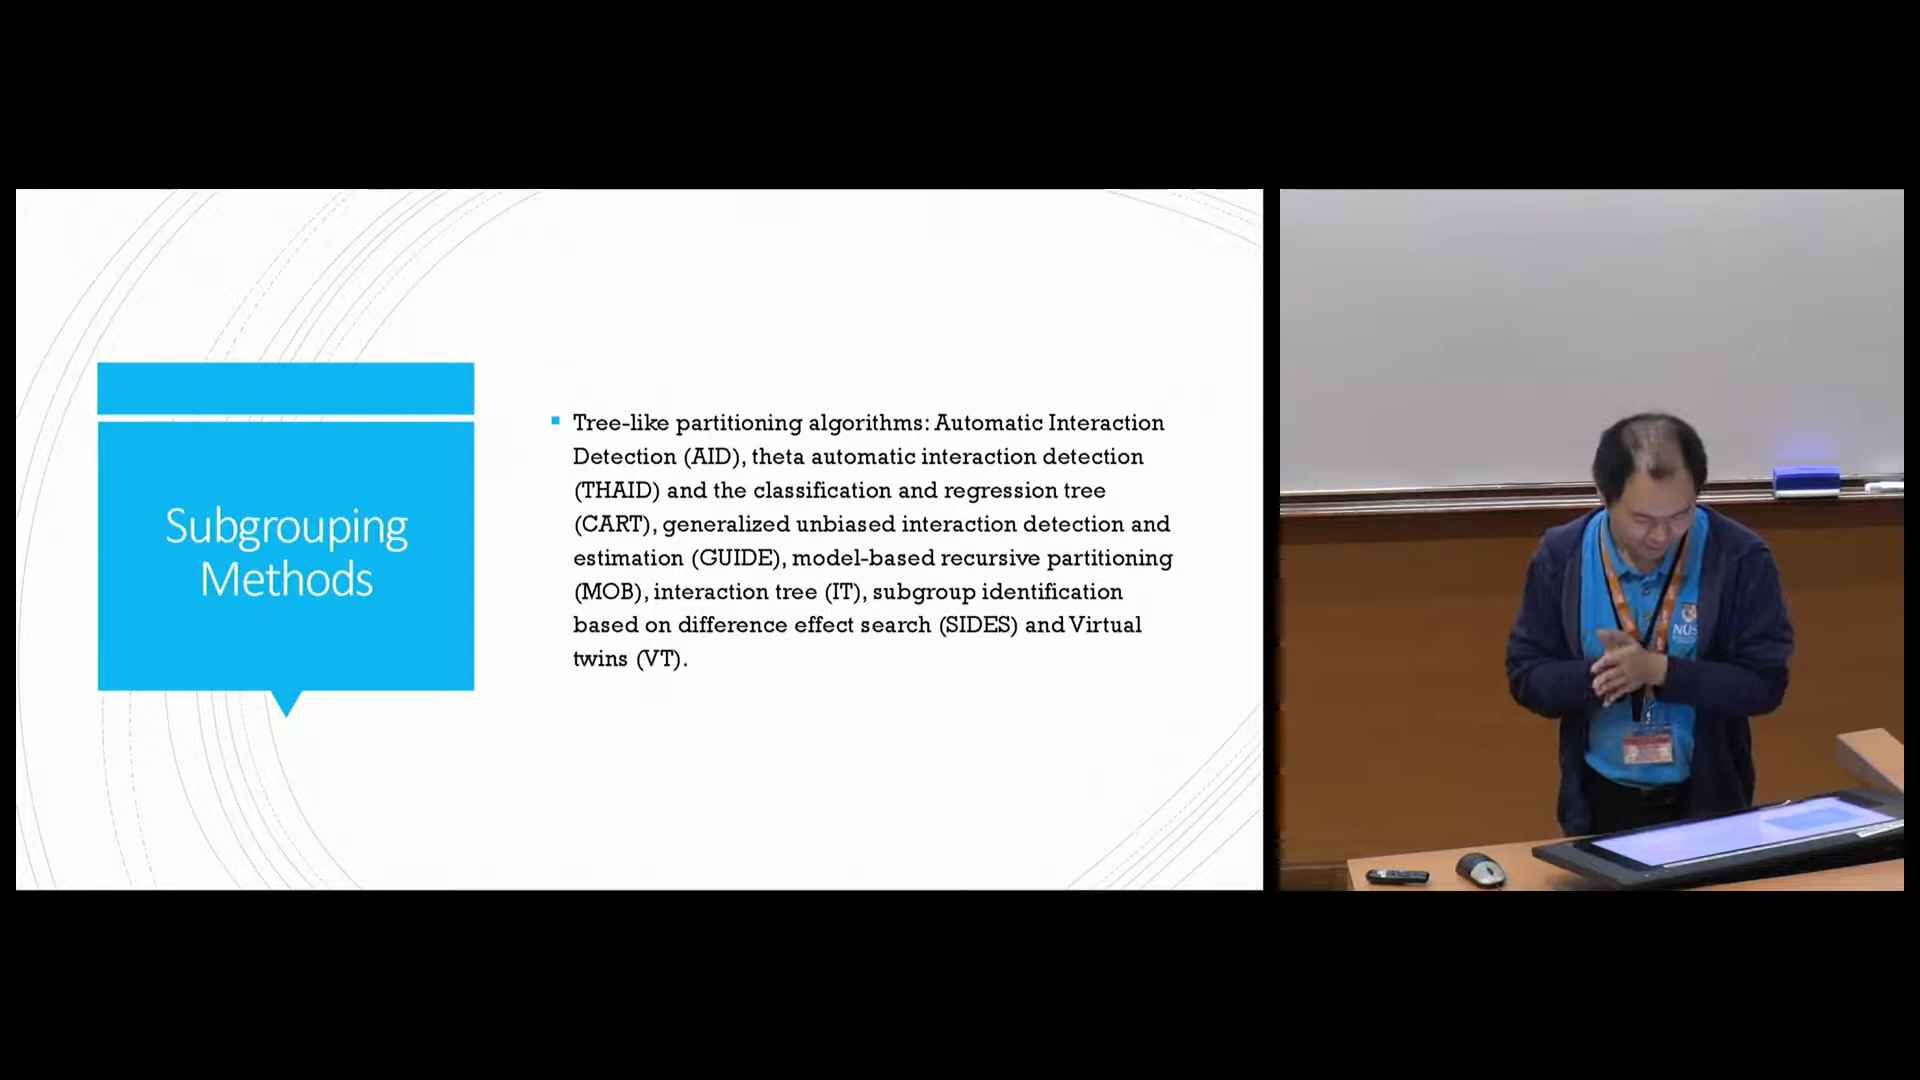 Subgrouping
Methods
Tree-like partitioning algorithms: Automatic Interaction
Detection (AID), theta automatic interaction detection
(THAID) and the classification and regression tree
(CART), generalized unbiased interaction detection and
estimation (GUIDE), model-based recursive partitioning
(MOB), interaction tree (IT), subgroup identification
based on difference effect search (SIDES) and Virtual
twins (VT).
NUS